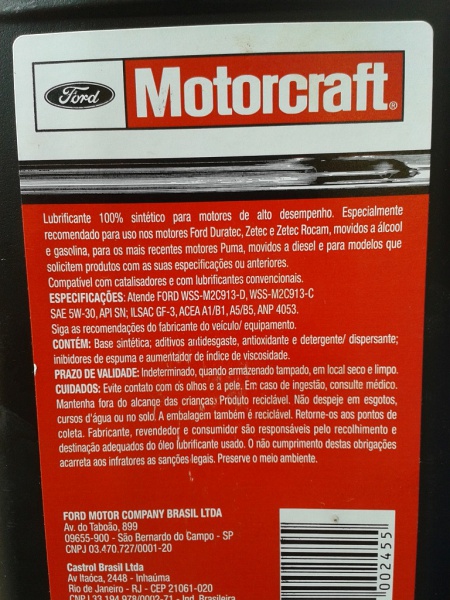 Ford Motorcraft®
Lubrificante 100% sintético para motores de alto desempenho. Especialmente
recomendado para uso nos motores Ford Duratec, Zetec e Zetec Rocam, movidos a álcool
e gasolina, para os mais recentes motores Puma, movidos a diesel e para modelos que
solicitem produtos com as suas especificações ou anteriores.
Compatível com catalisadores e com lubrificantes convencionais.
ESPECIFICAÇÕES: Atende FORD WSS-M2C913-D, WSS-M2C913-C
SAE 5W-30, API SN; ILSAC GF-3, ACEA A1/B1, A5/B5, ANP 4053.
Siga as recomendações do fabricante do veículo/ equipamento.
CONTÉM: Base sintética; aditivos antidesgaste, antioxidante e detergente/ dispersante;
inibidores de espuma e aumentador de índice de viscosidade.
PRAZO DE VALIDADE: Indeterminado, quando armazenado tampado, em local seco e limpo.
CUIDADOS: Evite contato com os olhos e a pele. Em caso de ingestão, consulte médico.
Mantenha fora do alcance das crianças. Produto reciclável. Não despeje em esgotos,
cursos d'água ou no solo. A embalagem também é reciclável. Retorne-os aos pontos de
coleta. Fabricante, revendedor e consumidor são responsáveis pelo recolhimento e
destinação adequados do óleo lubrificante usado. O não cumprimento destas obrigações
acarreta aos infratores as sanções legais. Preserve o meio ambiente.
FORD MOTOR COMPANY BRASIL LTDA
Av. do Taboão, 899
09655-900 - São Bernardo do Campo - SP
CNPJ 03.470.727/0001-20
Castrol Brasil Ltda
Av Itaóca, 2448 - Inhaúma
Rio de Janeiro - RJ - CEP 21061-020
CNPJ 33.194.978/0002-71 - Ind. Brasileira
002455